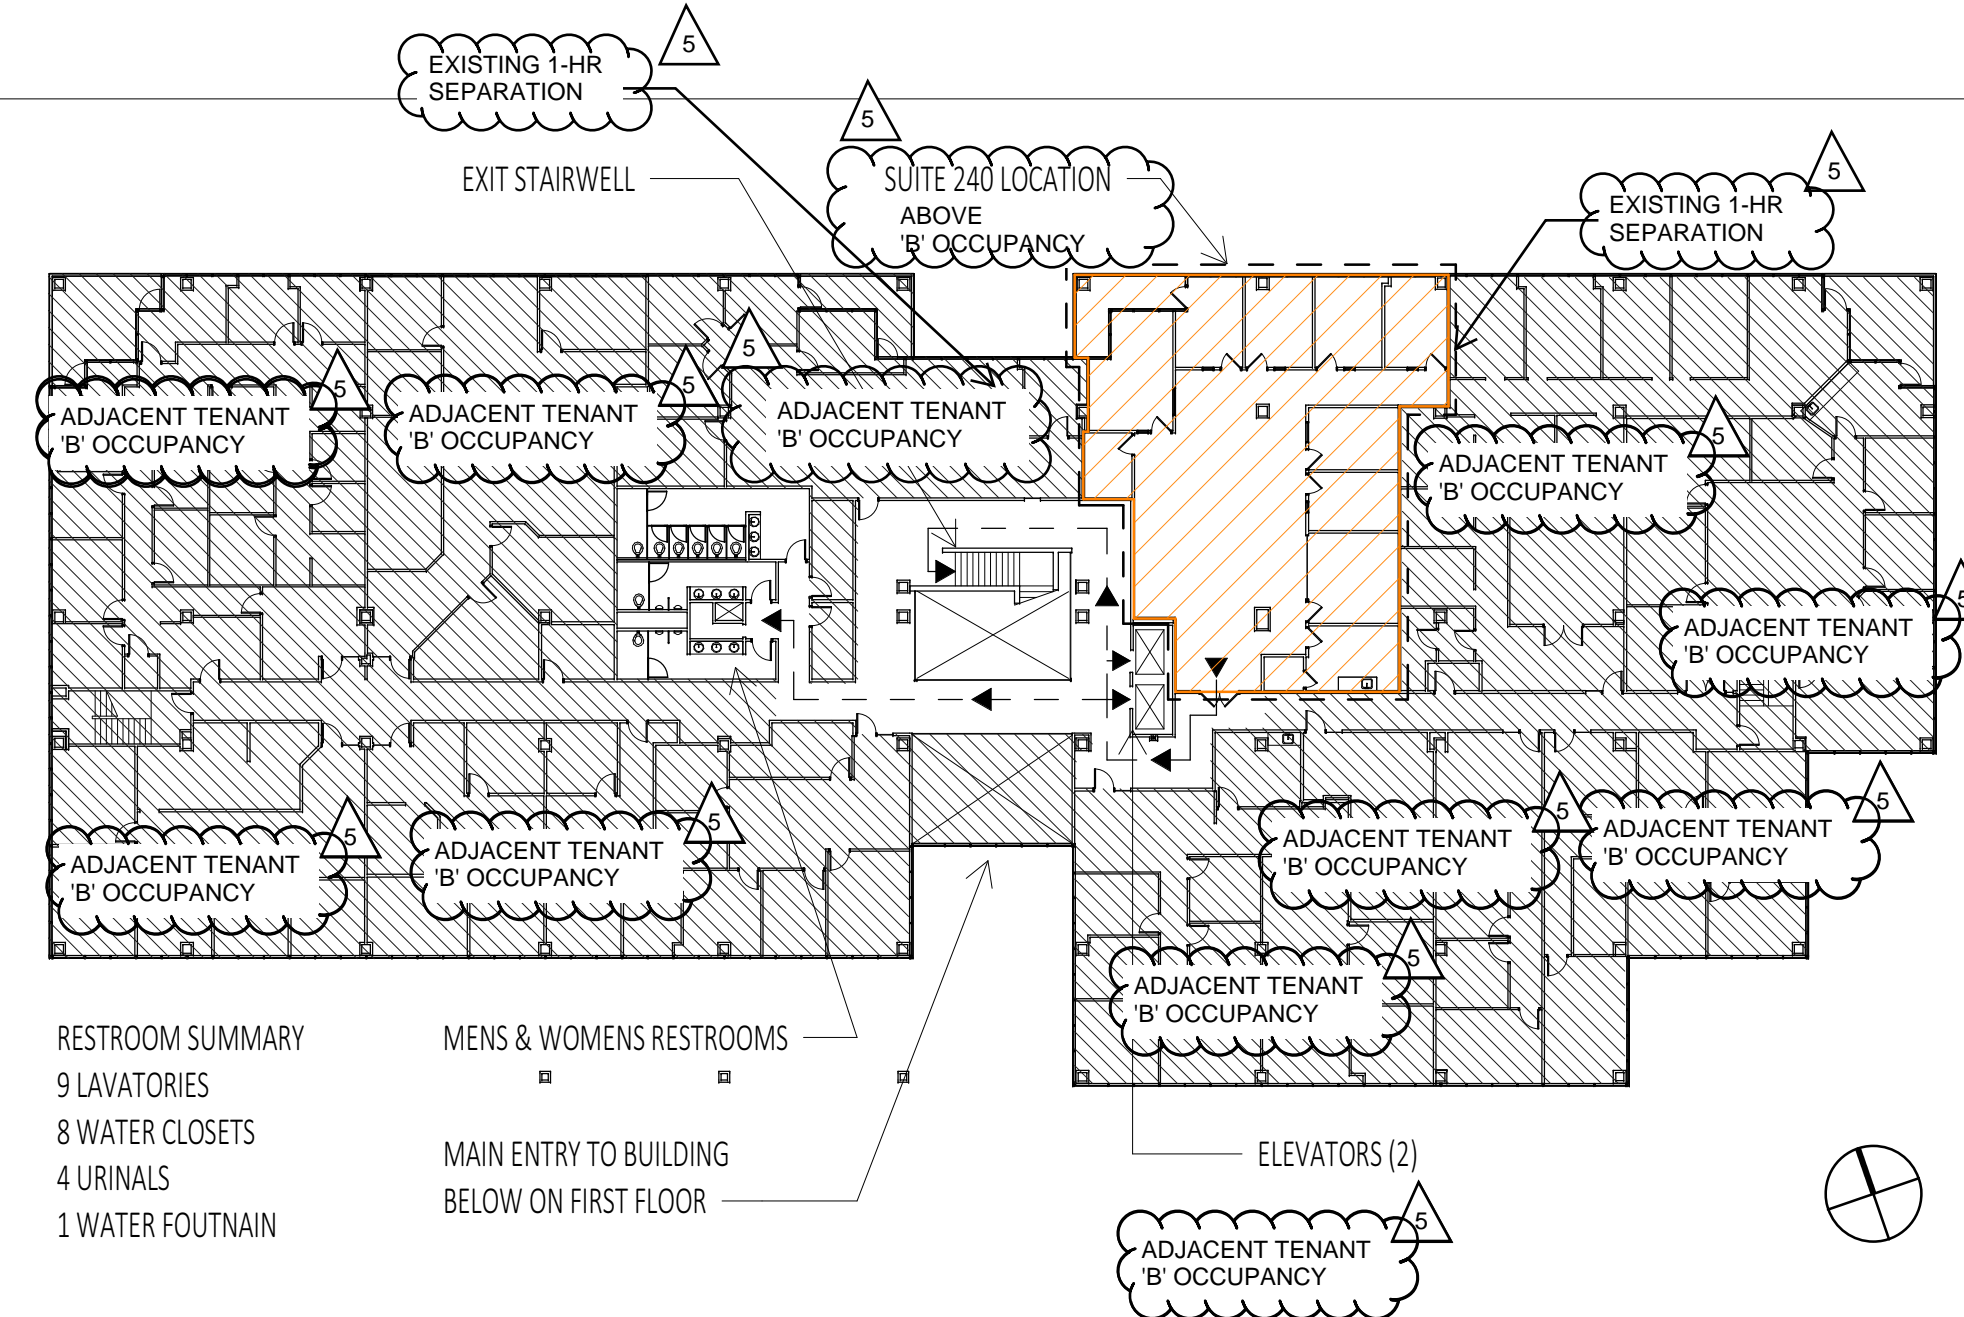 5
EXISTING 1-HR
SEPARATION
5
EXIT STAIRWELL
SUITE 240 LOCATION
ABOVE
'B' OCCUPANCY
5
EXISTING 1-HR
SEPARATION
5
ADJACENT TENANT
'B' OCCUPANCY
5
ADJACENT TENANT
'B' OCCUPANCY
5
ADJACENT TENANT
'B' OCCUPANCY
5
ADJACENT TENANT
'B' OCCUPANCY
5
ADJACENT TENANT
'B' OCCUPANCY
5
ADJACENT TENANT
'B' OCCUPANCY
5
ADJACENT TENANT
'B' OCCUPANCY
5
ADJACENT TENANT
'B' OCCUPANCY
5
ADJACENT TENANT
'B' OCCUPANCY
5
ADJACENT TENANT
'B' OCCUPANCY
RESTROOM SUMMARY
9 LAVATORIES
8 WATER CLOSETS
4 URINALS
1 WATER FOUTNAIN
MENS & WOMENS RESTROOMS
MAIN ENTRY TO BUILDING
BELOW ON FIRST FLOOR
ELEVATORS (2)
5
ADJACENT TENANT
'B' OCCUPANCY